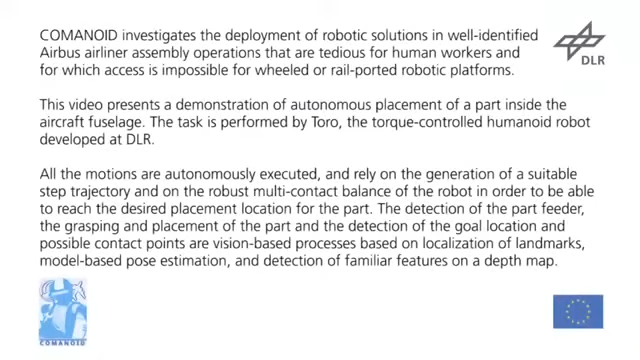 COMANOID investigates the deployment of robotic solutions in well-identified
Airbus airliner assembly operations that are tedious for human workers and
for which access is impossible for wheeled or rail-ported robotic platforms.
DLR
This video presents a demonstration of autonomous placement of a part inside the
aircraft fuselage. The task is performed by Toro, the torque-controlled humanoid robot
developed at DLR.
All the motions are autonomously executed, and rely on the generation of a suitable
step trajectory and on the robust multi-contact balance of the robot in order to be able
to reach the desired placement location for the part. The detection of the part feeder,
the grasping and placement of the part and the detection of the goal location and
possible contact points are vision-based processes based on localization of landmarks,
model-based pose estimation, and detection of familiar features on a depth map.
COMANOID